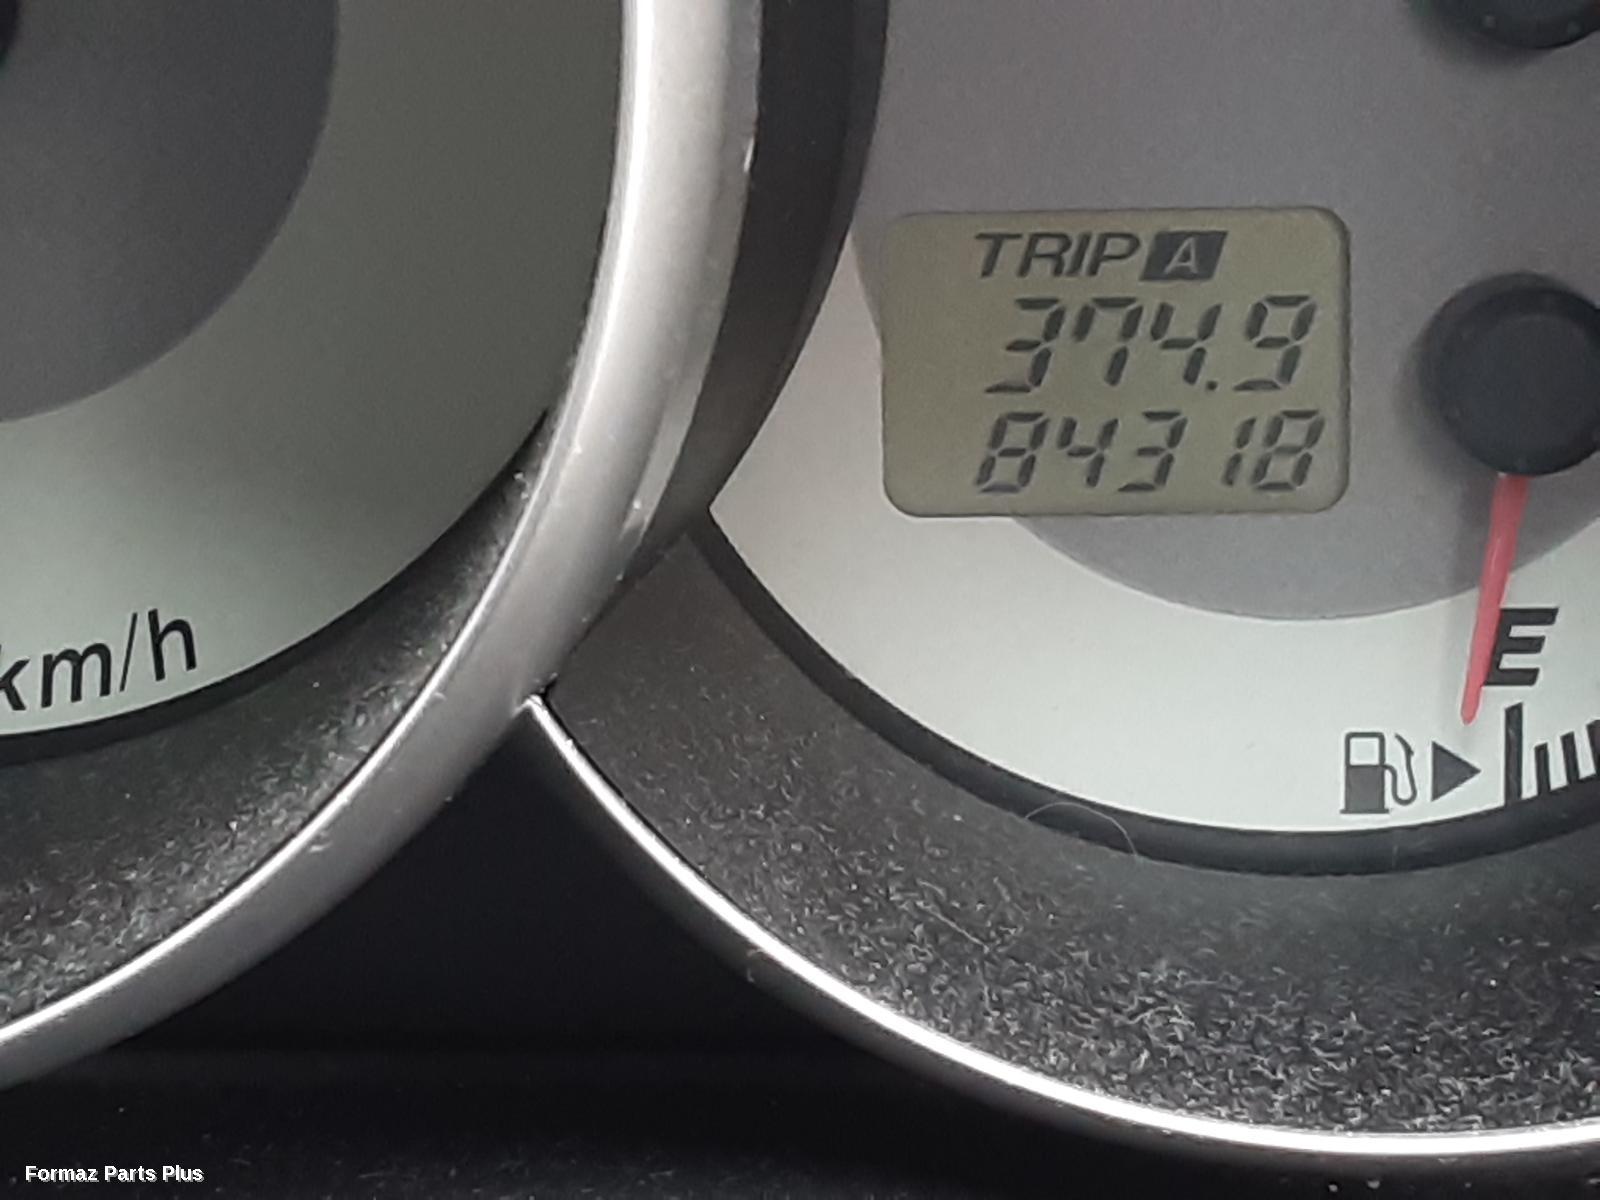 TRIP A
374.9
84318
km/h
E
Formaz Parts Plus